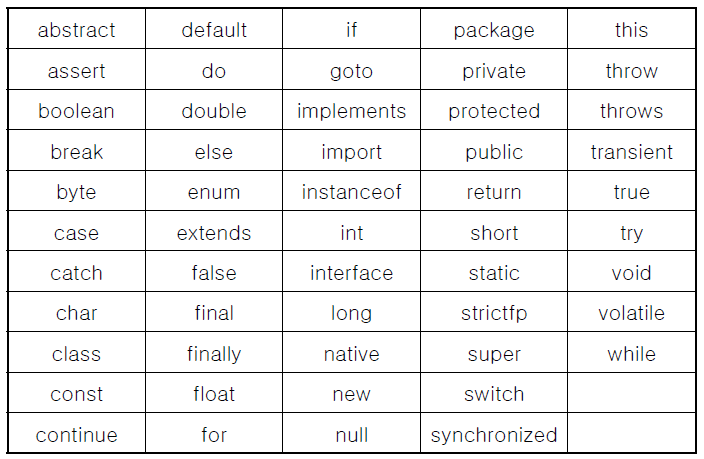 abstract default if package this
assert do goto private throw
boolean double implements protected throws
break else import public transient
byte enum instanceof return true
case extends int short try
catch false interface static void
char final long strictfp volatile
class finally native super while
const float new switch
continue for null synchronized